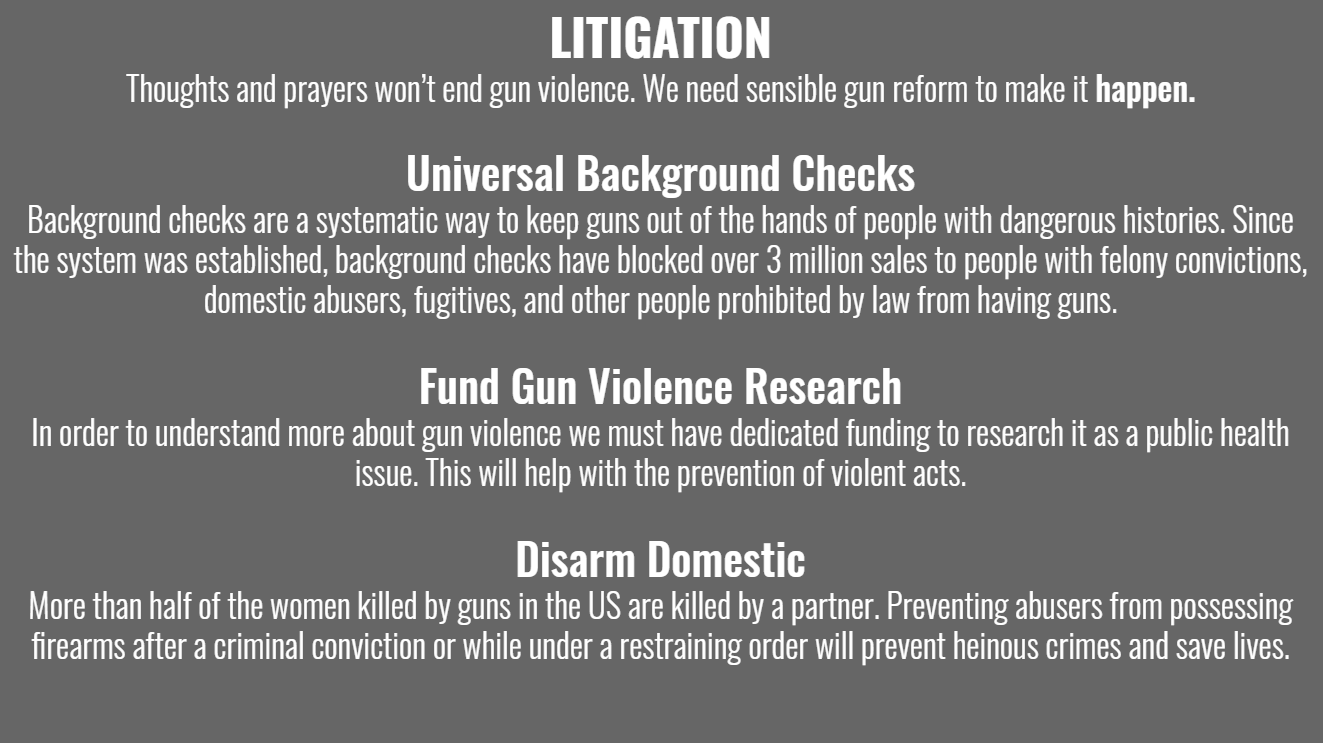 LITIGATION
Thoughts and prayers won’t end gun violence. We need sensible gun reform to make it happen.
Universal Background Checks
Background checks are a systematic way to keep guns out of the hands of people with dangerous histories. Since
the system was established, background checks have blocked over 3 million sales to people with felony convictions,
domestic abusers, fugitives, and other people prohibited by law from having guns.
Fund Gun Violence Research
In order to understand more about gun violence we must have dedicated funding to research it as a public health
issue. This will help with the prevention of violent acts.
Disarm Domestic
More than half of the women killed by guns in the US are killed by a partner. Preventing abusers from possessing
firearms after a criminal conviction or while under a restraining order will prevent heinous crimes and save lives.